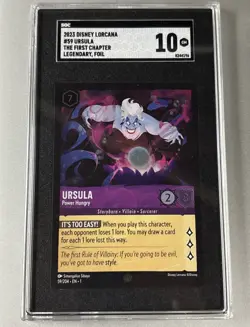 SGC
2023 DISNEY LORCANA
#59 URSULA
THE FIRST CHAPTER
LEGENDARY, FOIL
10
GM
7
URSULA
Power Hungry
2
Storyborn • Villain • Sorcerer
IT'S TOO EASY! When you play this character,
each opponent loses 1 lore. You may draw a card
for each 1 lore lost this way.
The first Rule of Villainy: If you're going to be evil,
you've got to have style.
59/204 • EN • 1